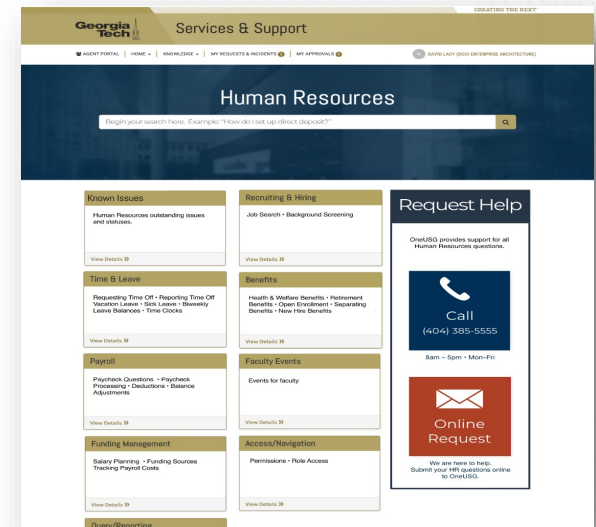 CREATING THE NEXT
Georgia
Tech
Services & Support
AGENT PORTAL | HOME | KNOWLEDGE | MY REQUESTS & INCIDENTS | MY APPROVALS
DAVID LACY (DOI) ENTERPRISE ARCHITECTURE)
Human Resources
Begin your search here. Example: "How do I set up direct deposit?"
Known Issues
Human Resources outstanding issues
and statuses.
View Details »
Recruiting & Hiring
Job Search • Background Screening
View Details »
Time & Leave
Requesting Time Off • Reporting Time Off
Vacation Leave • Sick Leave • Biweekly
Leave Balances • Time Clocks
View Details »
Benefits
Health & Welfare Benefits • Retirement
Benefits • Open Enrollment • Separating
Benefits • New Hire Benefits
View Details »
Payroll
Paycheck Questions • Paycheck
Processing • Deductions • Balance
Adjustments
View Details »
Faculty Events
Events for faculty
View Details »
Funding Management
Salary Planning • Funding Sources
Tracking Payroll Costs
View Details »
Access/Navigation
Permissions • Role Access
View Details »
Query/Reporting
Request Help
OneUSG provides support for all
Human Resources questions.
Call
(404) 385-5555
8am – 5pm • Mon–Fri
Online
Request
We are here to help.
Submit your HR questions online
to OneUSG.